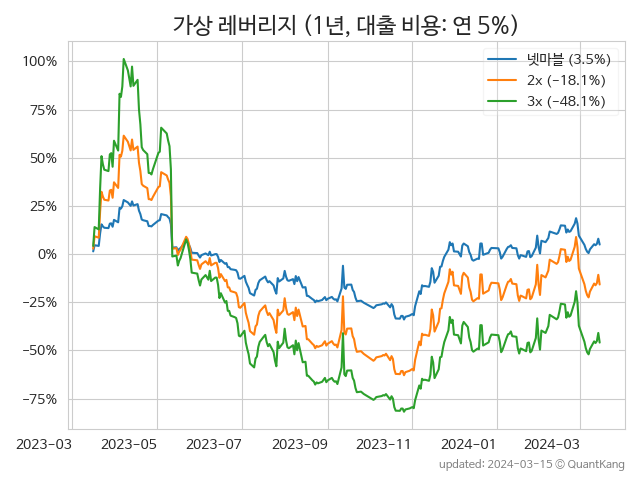 가상 레버리지 (1년, 대출 비용: 연 5%)
넷마블 (3.5%)
2x (−18.1%)
3x (−48.1%)
100%
75%
50%
25%
0%
−25%
−50%
−75%
2023-03 2023-05 2023-07 2023-09 2023-11 2024-01 2024-03
updated: 2024-03-15 © QuantKang